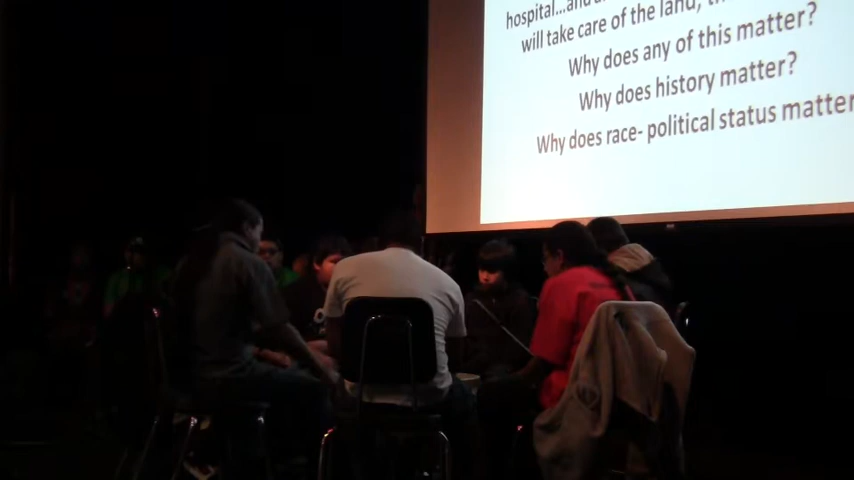 hospital...and
will take care of the land,
Why does any of this matter?
Why does history matter?
Why does race- political status matter